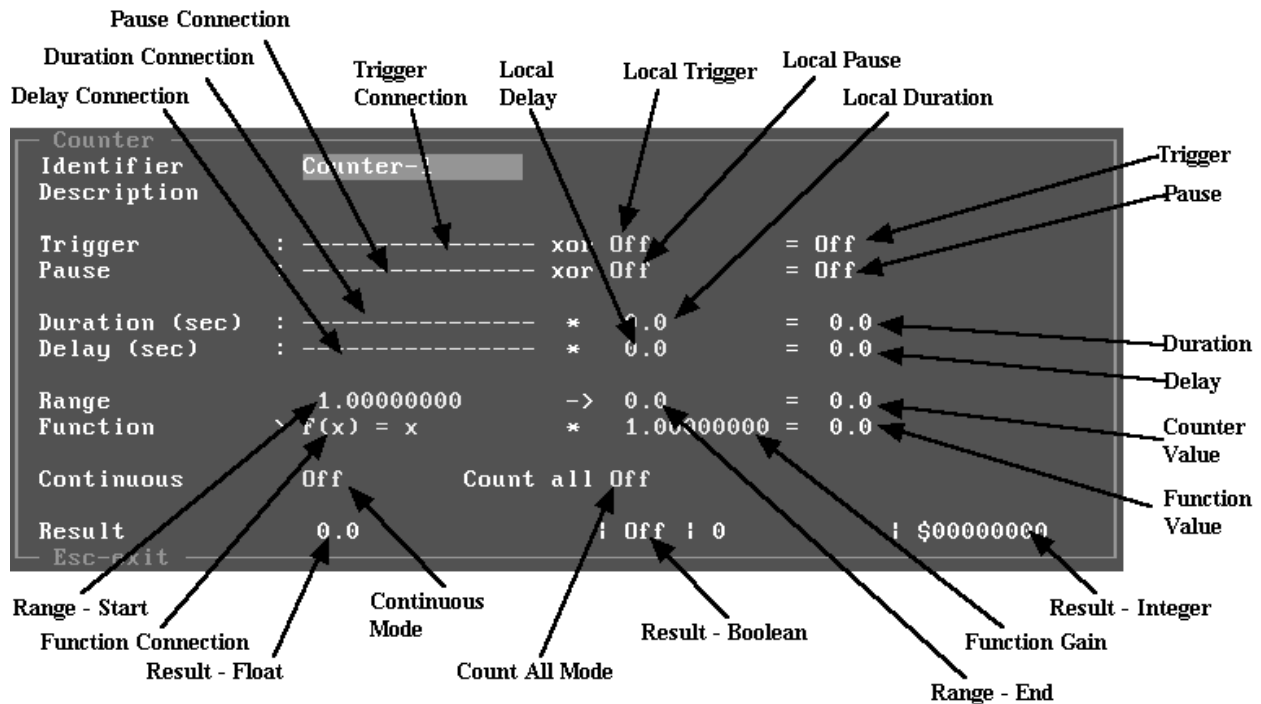 Pause Connection
Duration Connection
Delay Connection
Trigger Connection
Local Delay
Local Trigger
Local Pause
Local Duration
Counter
Identifier Counter-1
Description
Trigger : ---------------- xor Off = Off
Pause : ---------------- xor Off = Off
Duration (sec) : ---------------- * 0.0 = 0.0
Delay (sec) : ---------------- * 0.0 = 0.0
Range 1.00000000 -> 0.0 = 0.0
Function > f(x) = x * 1.00000000 = 0.0
Continuous Off Count all Off
Result 0.0 | Off | 0 | $00000000
Esc-exit
Trigger
Pause
Duration
Delay
Counter
Value
Function
Value
Range - Start
Function Connection
Result - Float
Continuous
Mode
Count All Mode
Result - Boolean
Range - End
Function Gain
Result - Integer